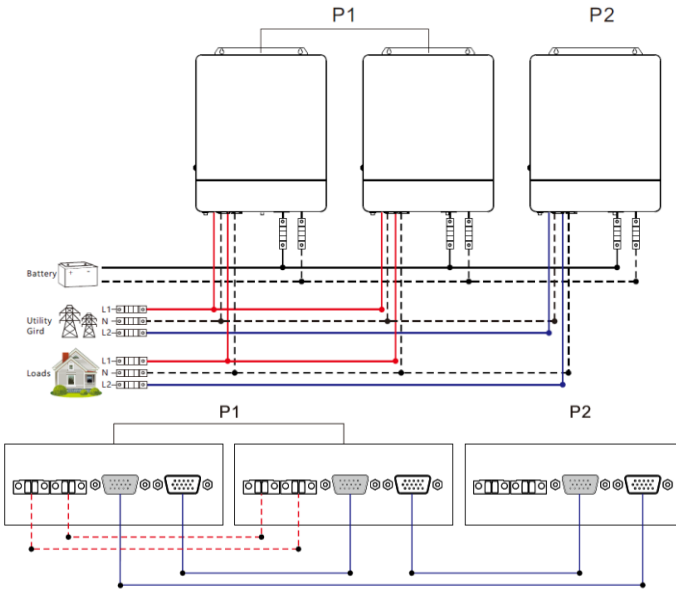 P1 P2
Battery
L1
Utility N
Gird L2
L1
Loads N
L2
P1 P2